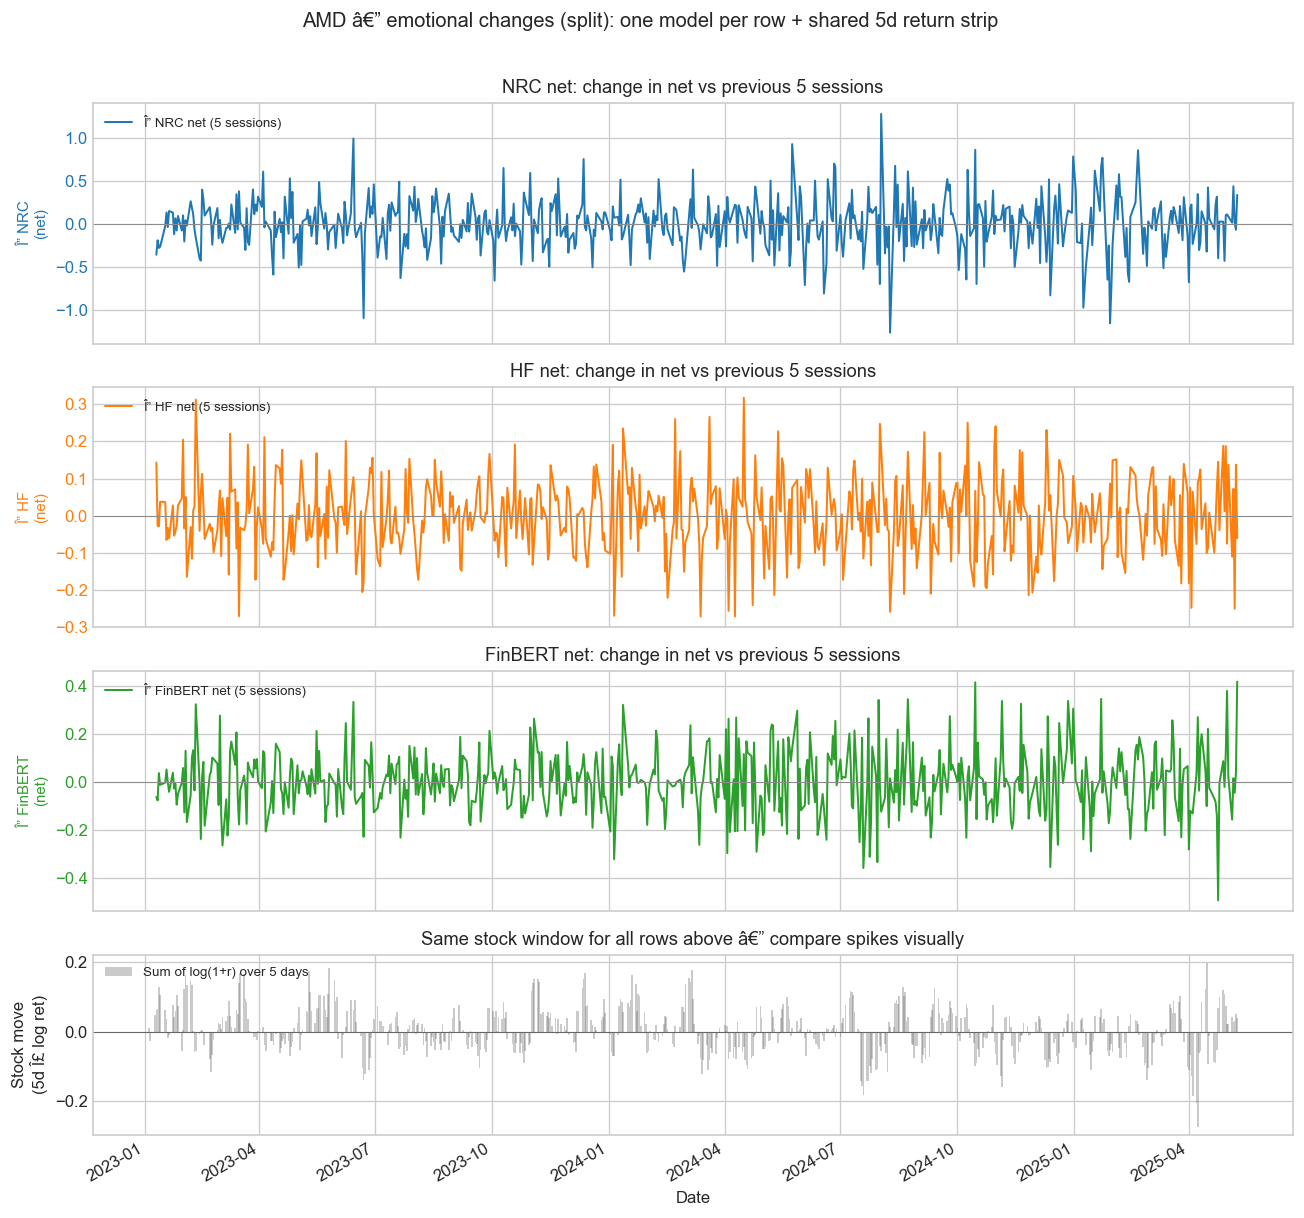 AMD â€” emotional changes (split): one model per row + shared 5d return strip
NRC net: change in net vs previous 5 sessions
Î” NRC net (5 sessions)
Î” NRC
(net)
1.0
0.5
0.0
−0.5
−1.0
HF net: change in net vs previous 5 sessions
Î” HF net (5 sessions)
Î” HF
(net)
0.3
0.2
0.1
0.0
−0.1
−0.2
−0.3
FinBERT net: change in net vs previous 5 sessions
Î” FinBERT net (5 sessions)
Î” FinBERT
(net)
0.4
0.2
0.0
−0.2
−0.4
Same stock window for all rows above â€” compare spikes visually
Sum of log(1+r) over 5 days
Stock move
(5d Î£ log ret)
0.2
0.0
−0.2
2023-01
2023-04
2023-07
2023-10
2024-01
2024-04
2024-07
2024-10
2025-01
2025-04
Date